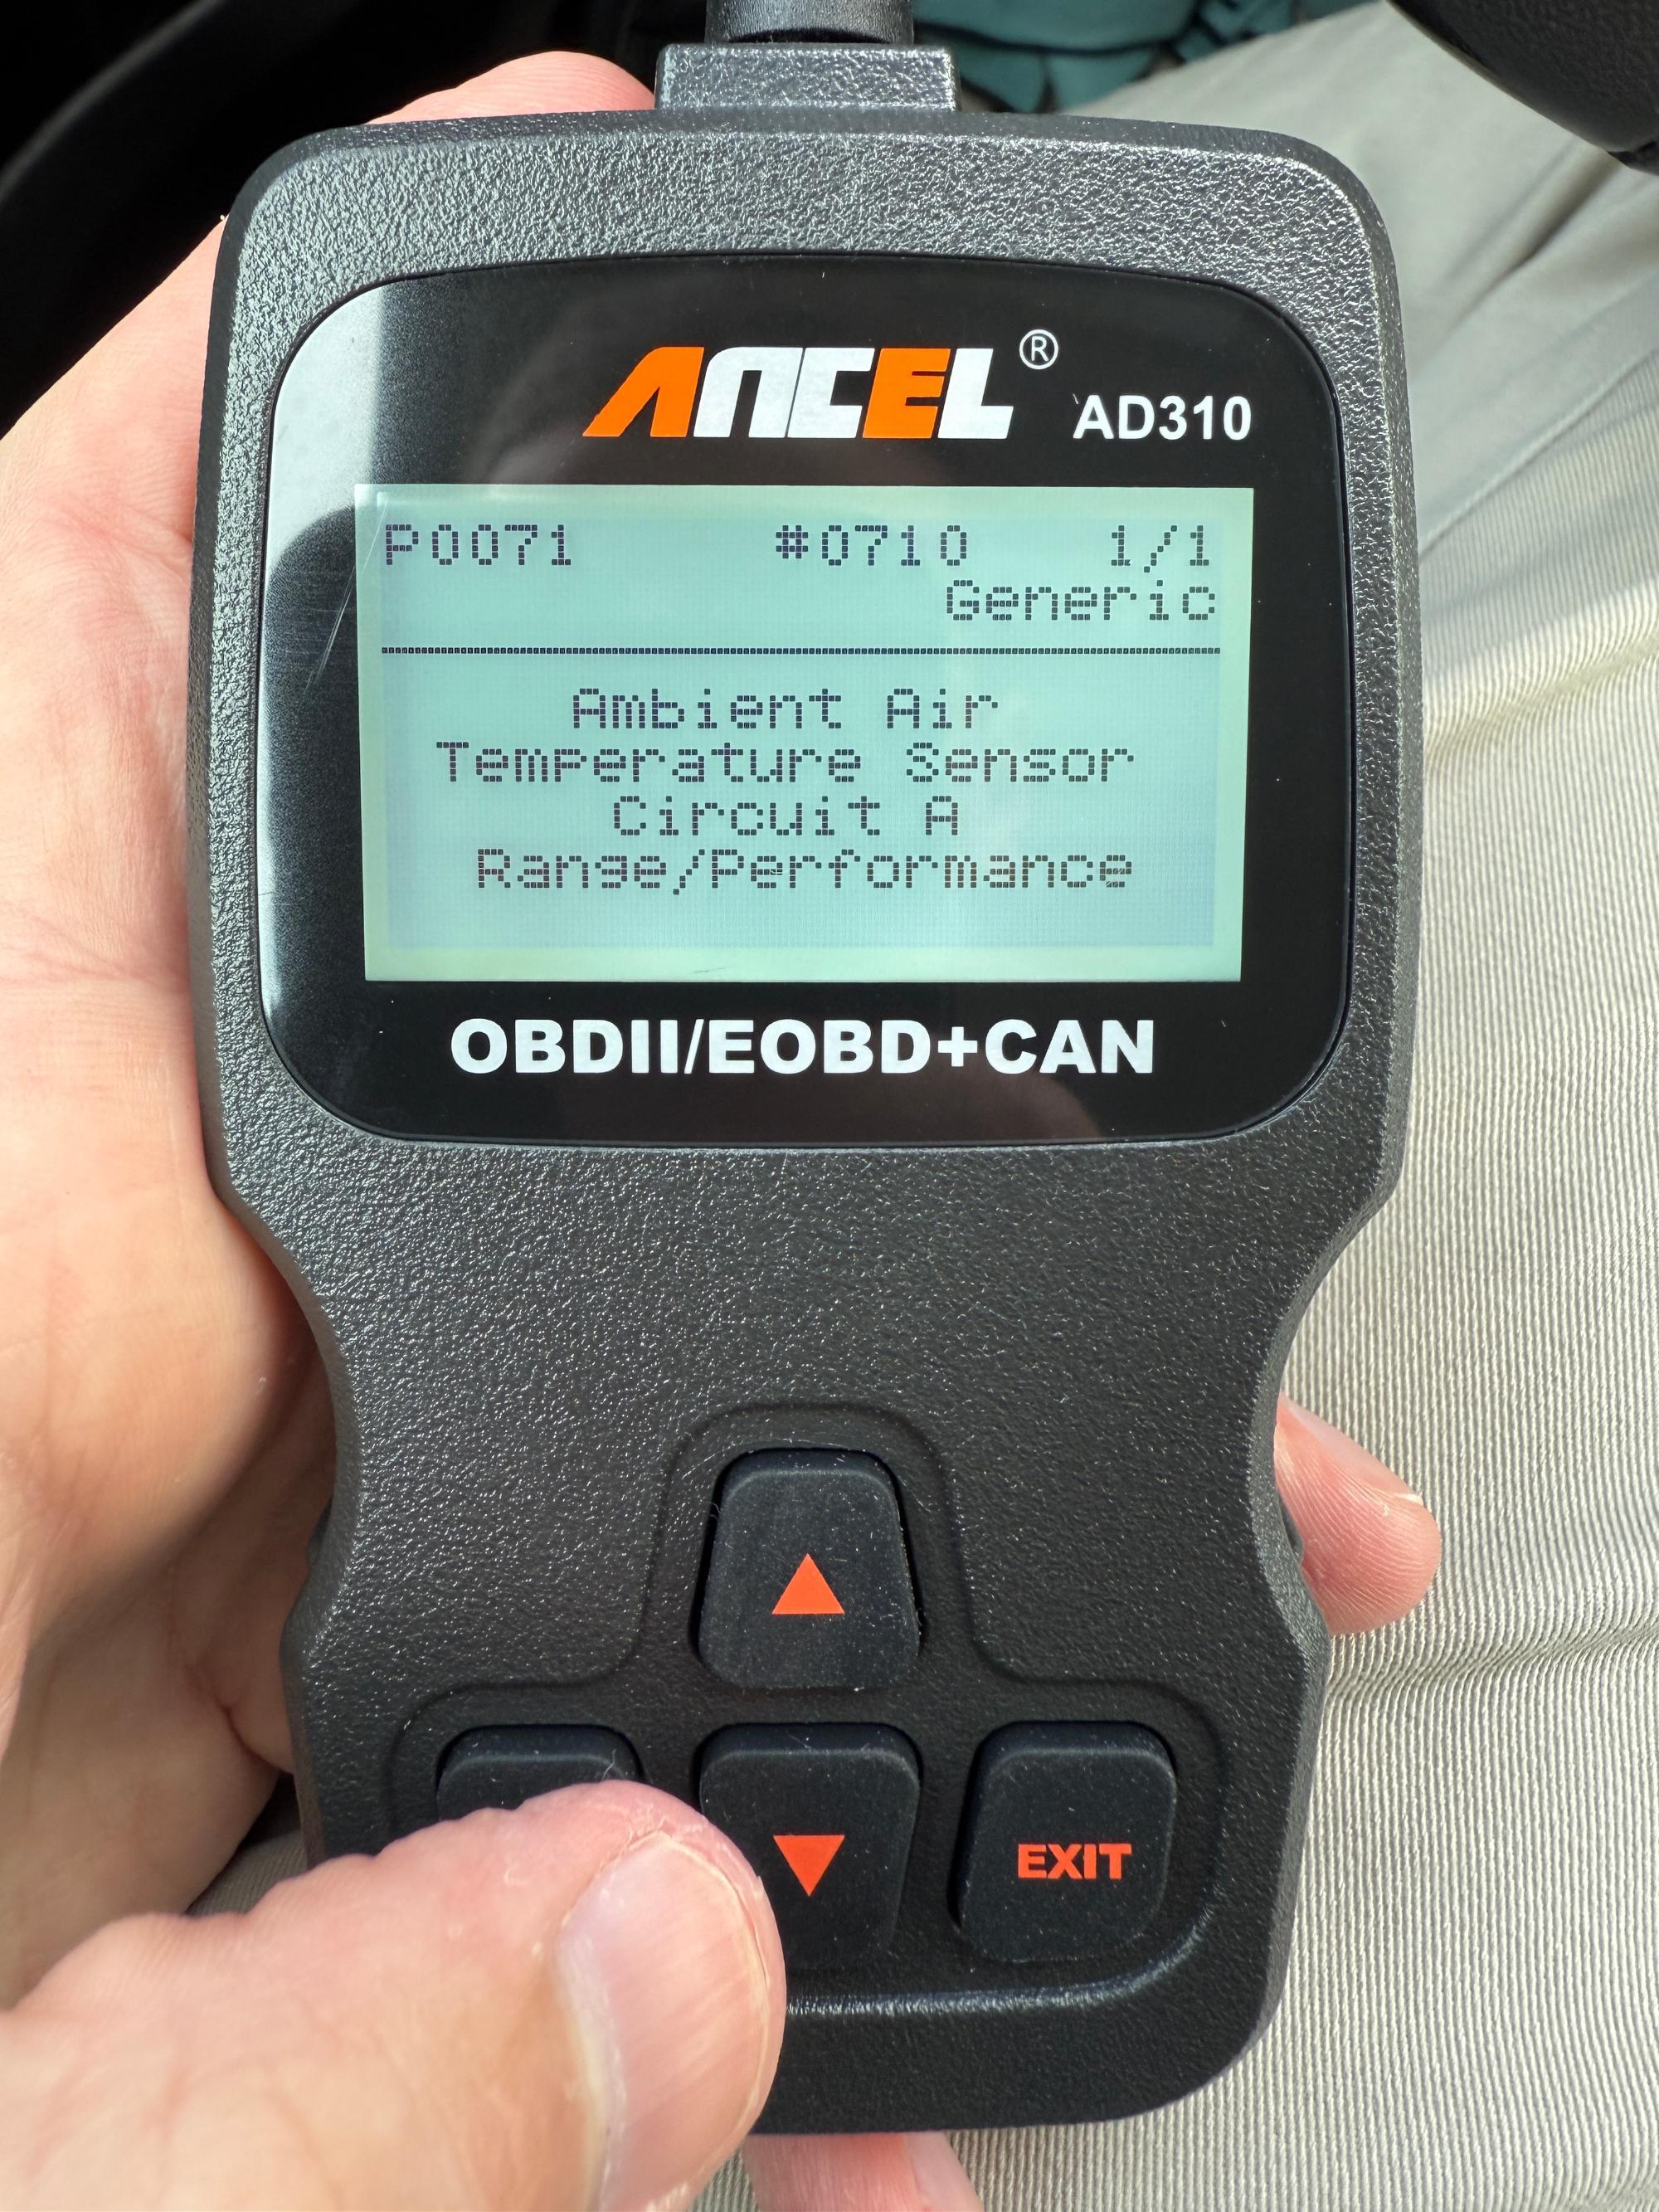 ANCEL® AD310
P0071 #0710 1/1
Generic
Ambient Air
Temperature Sensor
Circuit A
Range/Performance
OBDII/EOBD+CAN
EXIT